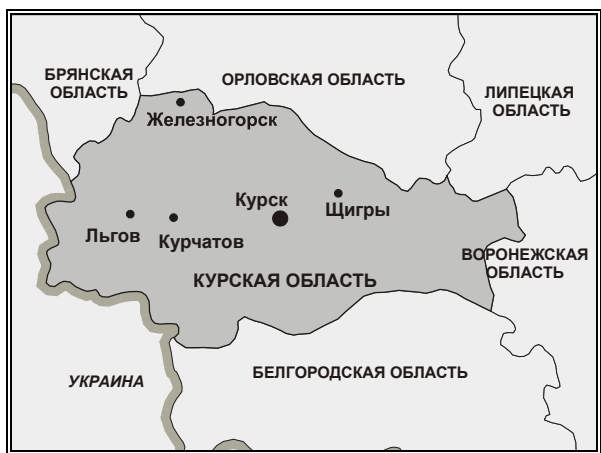 БРЯНСКАЯ
ОБЛАСТЬ
ОРЛОВСКАЯ ОБЛАСТЬ
ЛИПЕЦКАЯ
ОБЛАСТЬ
Железногорск
Курск
Щигры
Льгов
Курчатов
ВОРОНЕЖСКАЯ
ОБЛАСТЬ
КУРСКАЯ ОБЛАСТЬ
УКРАИНА
БЕЛГОРОДСКАЯ ОБЛАСТЬ